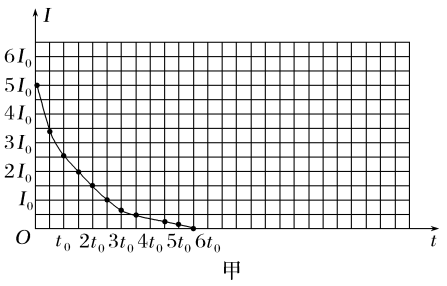 I
6I₀
5I₀
4I₀
3I₀
2I₀
I₀
O t₀ 2t₀ 3t₀ 4t₀ 5t₀ 6t₀ t
甲